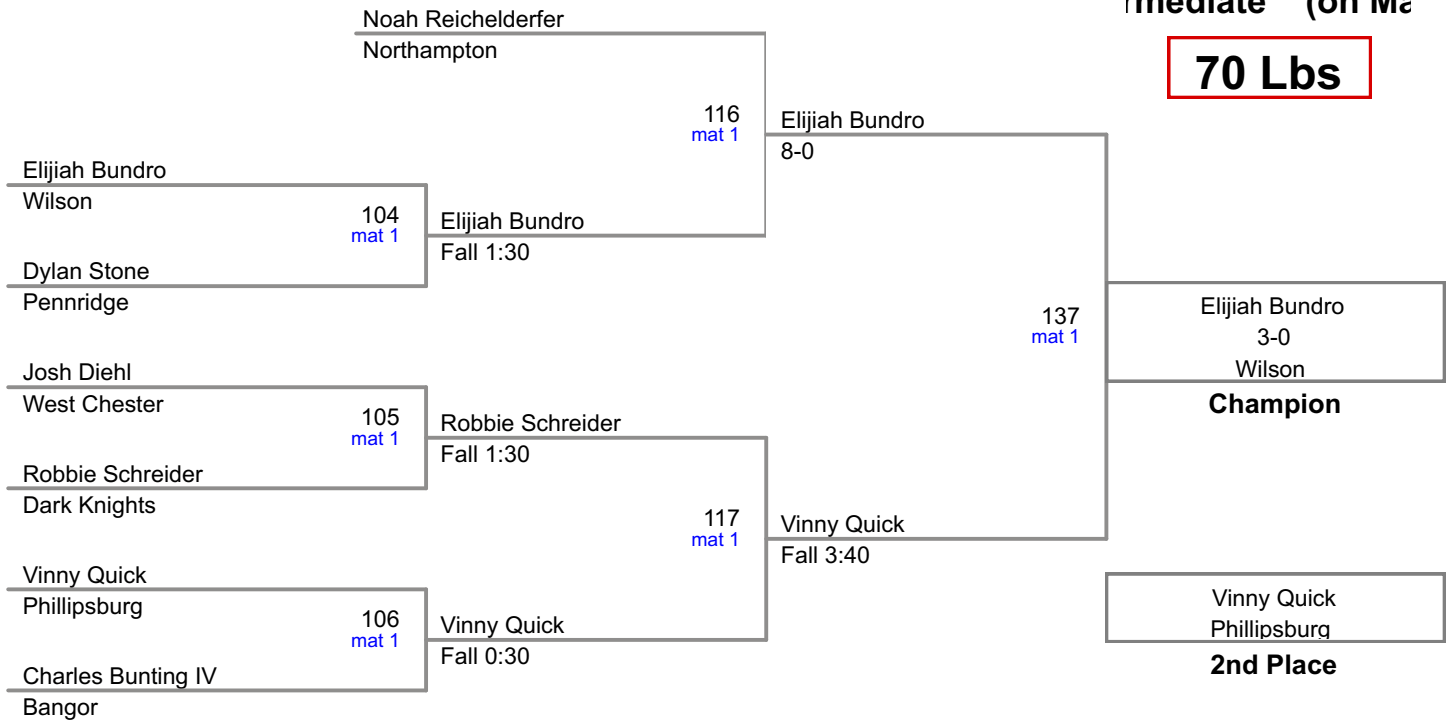 Noah Reichelderfer
Northampton
(on
70 Lbs
116
mat 1
Elijiah Bundro
8-0
Elijiah Bundro
Wilson
104
mat 1
Elijiah Bundro
Fall 1:30
Dylan Stone
Pennridge
137
mat 1
Elijiah Bundro
3-0
Wilson
Champion
Josh Diehl
West Chester
105
mat 1
Robbie Schreider
Fall 1:30
Robbie Schreider
Dark Knights
117
mat 1
Vinny Quick
Fall 3:40
Vinny Quick
Phillipsburg
106
mat 1
Vinny Quick
Fall 0:30
Charles Bunting IV
Bangor
Vinny Quick
Phillipsburg
2nd Place